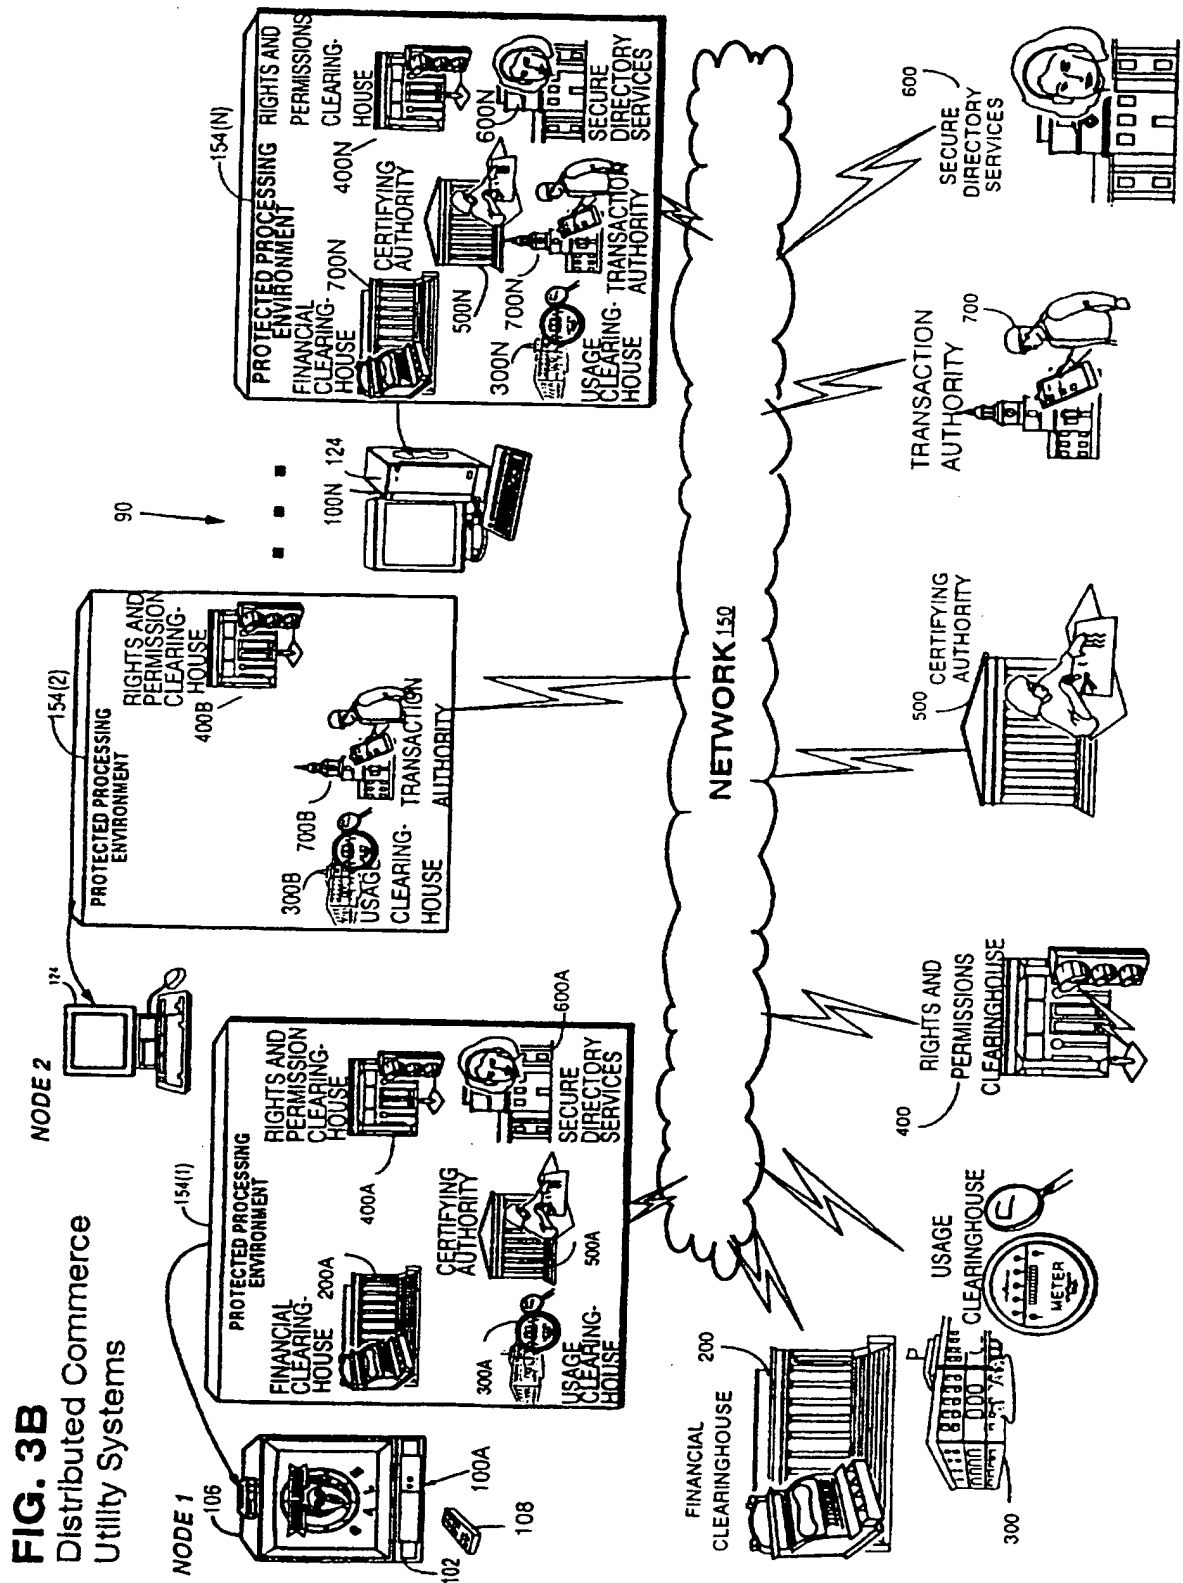 FIG. 3B
Distributed Commerce
Utility Systems
NODE 1
106
102
100A
108
154(1)
PROTECTED PROCESSING
ENVIRONMENT
FINANCIAL
CLEARING-
HOUSE
200A
RIGHTS AND
PERMISSION
CLEARING-
HOUSE
400A
CERTIFYING
AUTHORITY
500A
300A
USAGE
CLEARING-
HOUSE
SECURE
DIRECTORY
SERVICES
600A
NODE 2
124
154(2)
PROTECTED PROCESSING
ENVIRONMENT
RIGHTS AND
PERMISSION
CLEARING-
HOUSE
400B
300B
USAGE
CLEARING-
HOUSE
700B
TRANSACTION
AUTHORITY
90
100N
124
154(N)
PROTECTED PROCESSING
ENVIRONMENT
FINANCIAL
CLEARING-
HOUSE
700N
RIGHTS AND
PERMISSIONS
CLEARING-
HOUSE
400N
CERTIFYING
AUTHORITY
500N
300N
USAGE
CLEARING-
HOUSE
700N
TRANSACTION
AUTHORITY
600N
SECURE
DIRECTORY
SERVICES
NETWORK 150
FINANCIAL
CLEARINGHOUSE
200
USAGE
CLEARINGHOUSE
METER
300
RIGHTS AND
PERMISSIONS
CLEARINGHOUSE
400
500
CERTIFYING
AUTHORITY
TRANSACTION
AUTHORITY
700
SECURE
DIRECTORY
SERVICES
600